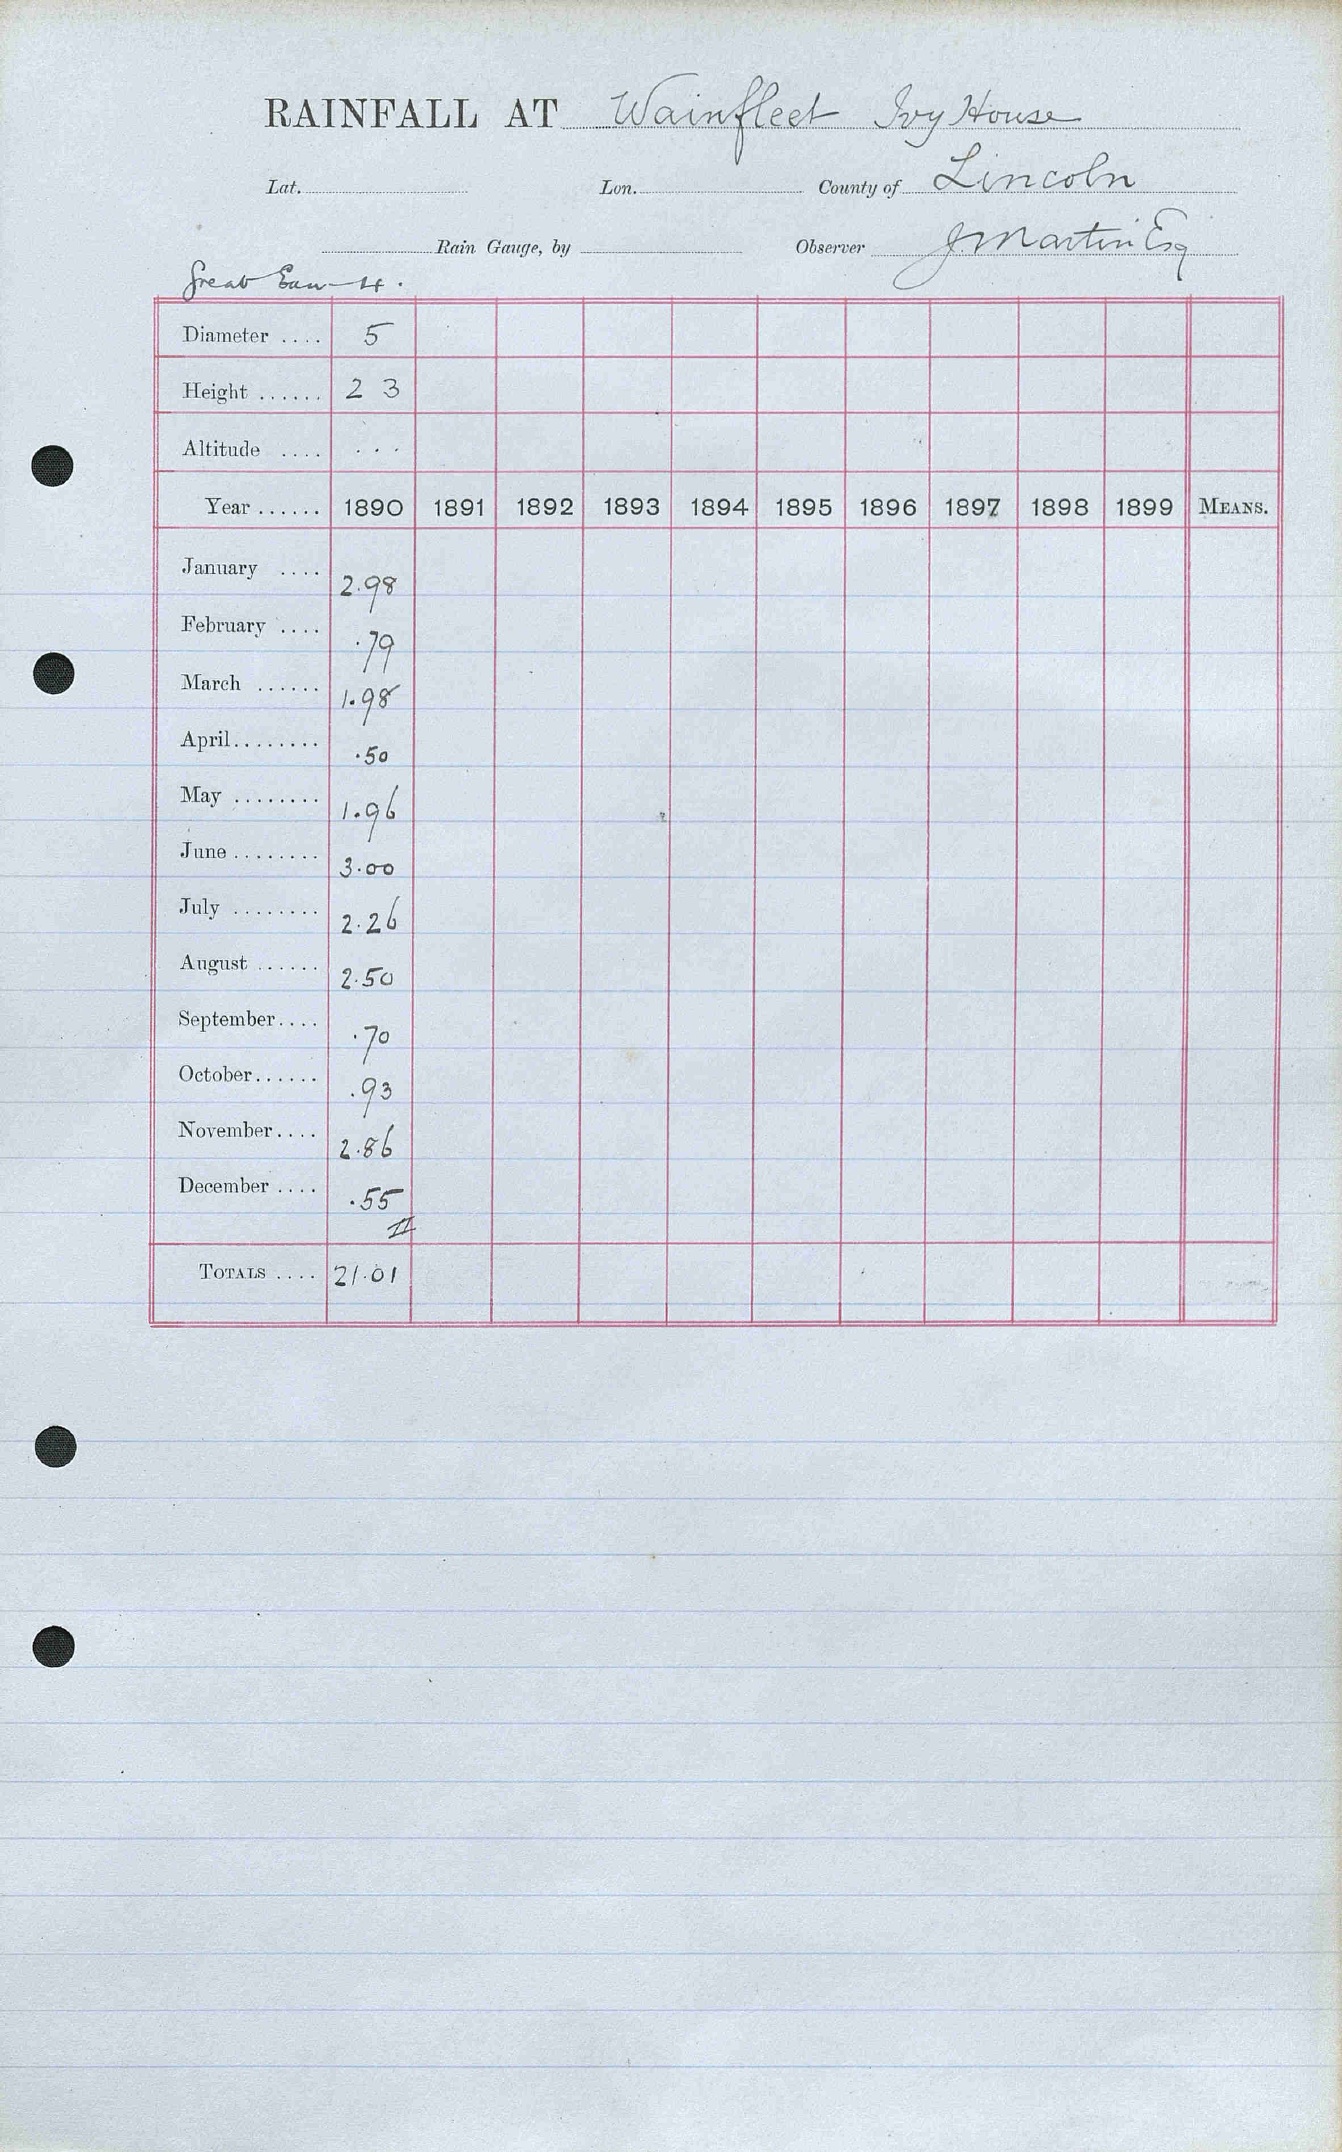 RAINFALL AT Wainfleet Ivy House
Lat. Lon. County of Lincoln
Rain Gauge, by Observer J Martin Esq
Great 4.
Diameter .... 5
Height ...... 2 3
Altitude .... ...
Year ...... 1890 1891 1892 1893 1894 1895 1896 1897 1898 1899 MEANS.
January .... 2.98
February .... .79
March ...... 1.98
April........ .50
May ........ 1.96
June ........ 3.00
July ........ 2.26
August ...... 2.50
September.... .70
October...... .93
November.... 2.86
December .... .55
TOTALS .... 21.01